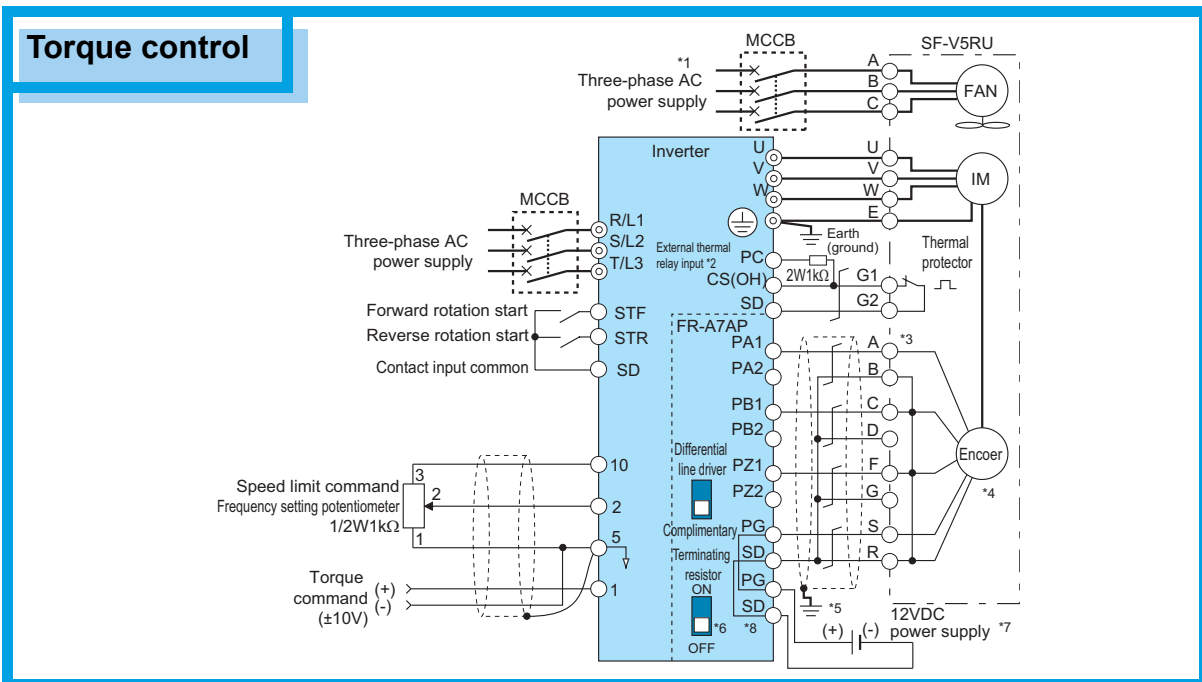 Torque control
MCCB
SF-V5RU
*1
Three-phase AC
power supply
A
B
C
FAN
Inverter
U
V
W
U
V
W
E
IM
MCCB
Three-phase AC
power supply
R/L1
S/L2
T/L3
External thermal
relay input *2
Earth
(ground)
Thermal
protector
PC
CS(OH)
SD
2W1kΩ
G1
G2
Forward rotation start
Reverse rotation start
Contact input common
STF
STR
SD
FR-A7AP
PA1
PA2
PB1
PB2
PZ1
PZ2
PG
SD
PG
SD
A
*3
B
C
D
F
G
S
R
Encoer
*4
Differential
line driver
Complimentary
Terminating
resistor
ON
*6
OFF
*8
*5
Speed limit command
Frequency setting potentiometer
1/2W1kΩ
3
2
1
10
2
5
1
Torque
command
(±10V)
(+)
(-)
12VDC
power supply *7
(+)
(-)